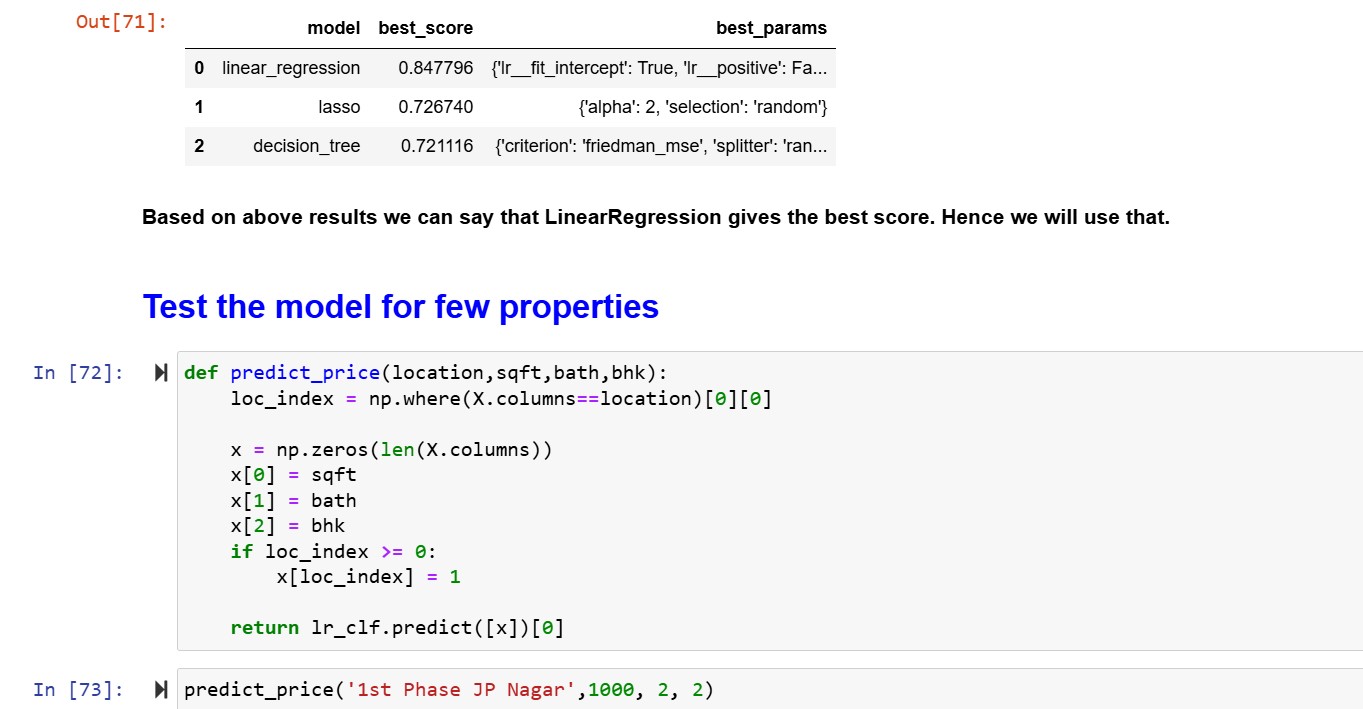 Out[71]:
model best_score best_params
0 linear_regression 0.847796 {'lr__fit_intercept': True, 'lr__positive': Fa...
1 lasso 0.726740 {'alpha': 2, 'selection': 'random'}
2 decision_tree 0.721116 {'criterion': 'friedman_mse', 'splitter': 'ran...
Based on above results we can say that LinearRegression gives the best score. Hence we will use that.
Test the model for few properties
In [72]:
def predict_price(location,sqft,bath,bhk):
    loc_index = np.where(X.columns==location)[0][0]
    x = np.zeros(len(X.columns))
    x[0] = sqft
    x[1] = bath
    x[2] = bhk
    if loc_index >= 0:
        x[loc_index] = 1
    return lr_clf.predict([x])[0]
In [73]:
predict_price('1st Phase JP Nagar',1000, 2, 2)